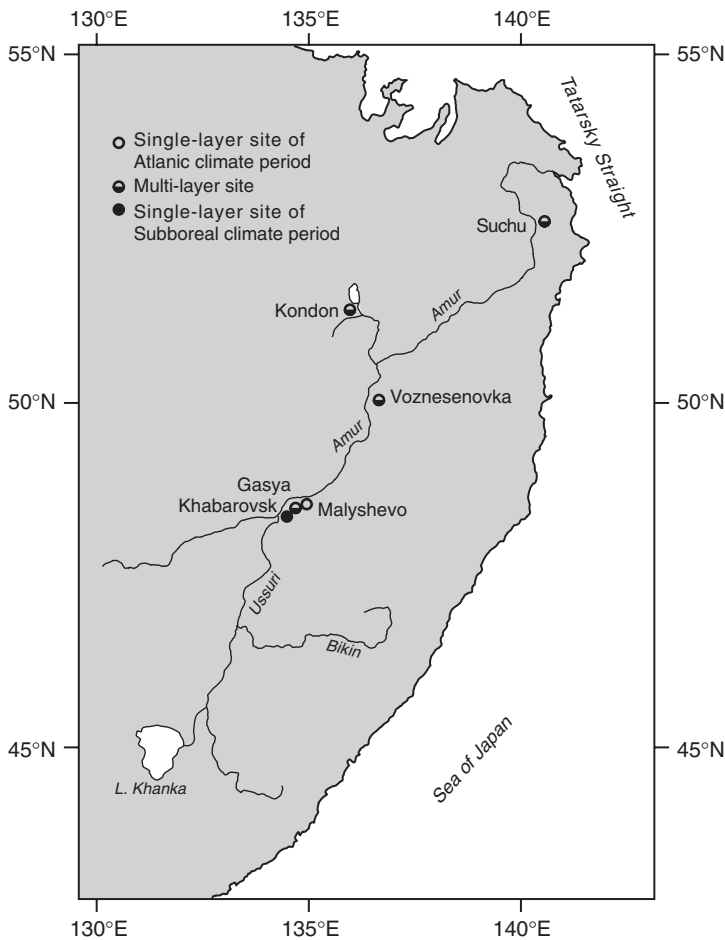 130°E 135°E 140°E
55°N 55°N
Tatarsky Straight
Single-layer site of
Atlanic climate period
Multi-layer site
Single-layer site of
Subboreal climate period
Suchu
Kondon
Amur
50°N 50°N
Voznesenovka
Amur
Gasya
Khabarovsk
Malyshevo
Ussuri
Bikin
45°N 45°N
Sea of Japan
L. Khanka
130°E 135°E 140°E